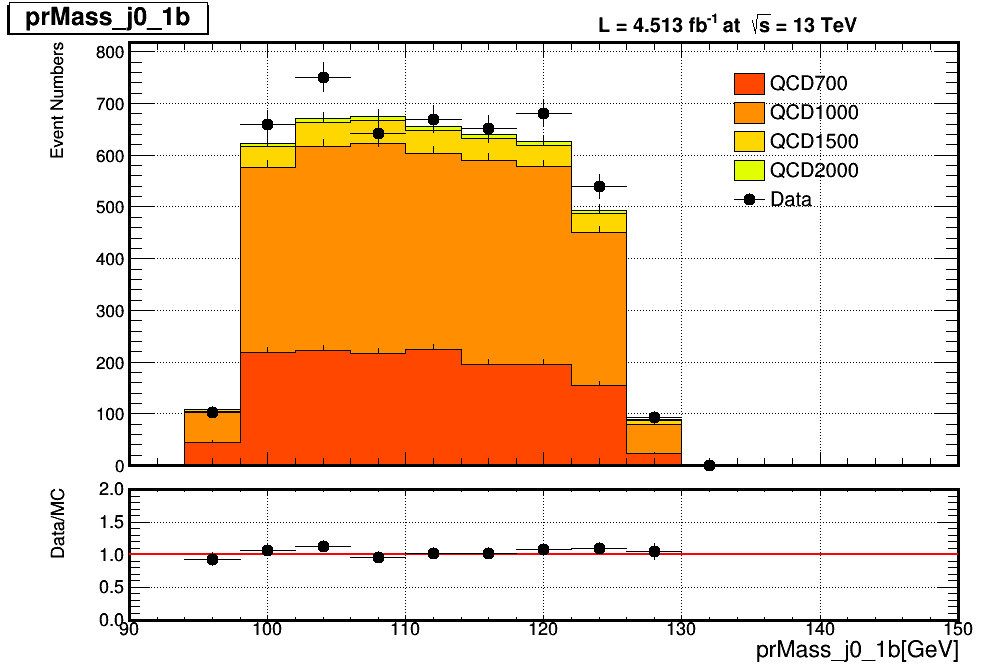 prMass_j0_1b
L = 4.513 fb-1 at √s = 13 TeV
Event Numbers
800
700
600
500
400
300
200
100
0
QCD700
QCD1000
QCD1500
QCD2000
Data
Data/MC
2.0
1.5
1.0
0.5
0.0
90 100 110 120 130 140 150
prMass_j0_1b[GeV]